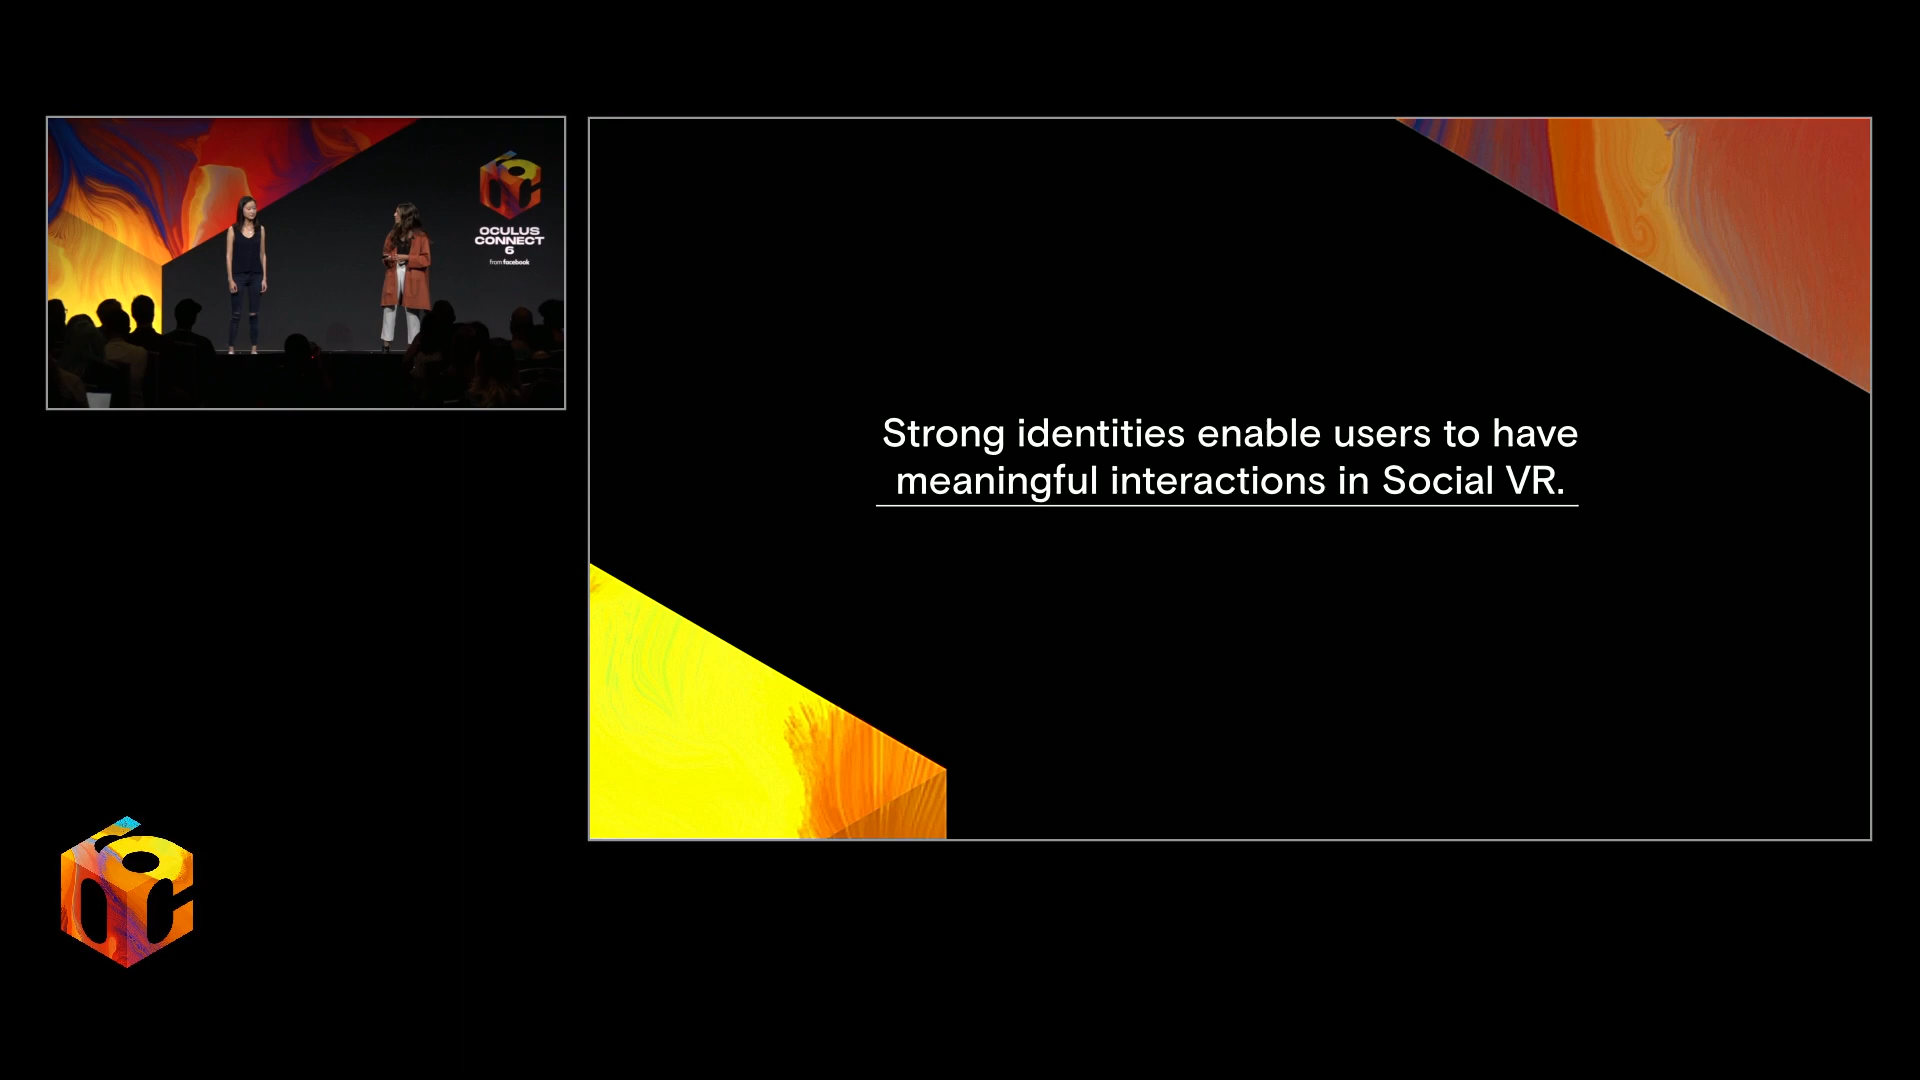 OCULUS
CONNECT
6
from facebook
Strong identities enable users to have
meaningful interactions in Social VR.